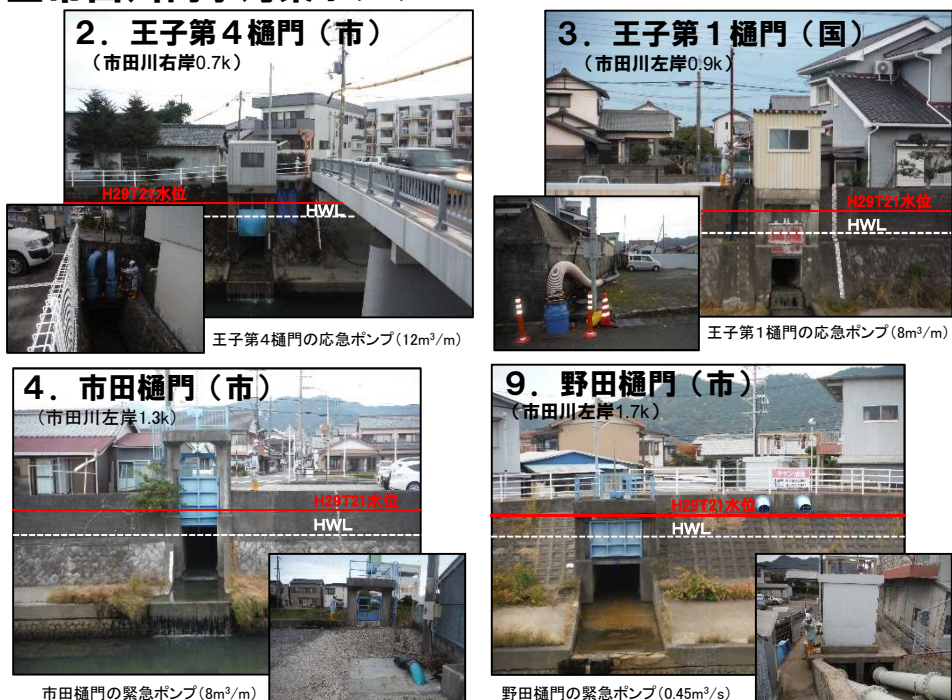 2．王子第４樋門（市）
（市田川右岸0.7k）
H29T21水位
HWL
王子第４樋門の応急ポンプ（12m³/m）
3．王子第１樋門（国）
（市田川左岸0.9k）
H29T21水位
HWL
王子第１樋門の応急ポンプ（8m³/m）
4．市田樋門（市）
（市田川左岸1.3k）
H29T21水位
HWL
市田樋門の緊急ポンプ（8m³/m）
9．野田樋門（市）
（市田川左岸1.7k）
H29T21水位
HWL
野田樋門の緊急ポンプ（0.45m³/s）